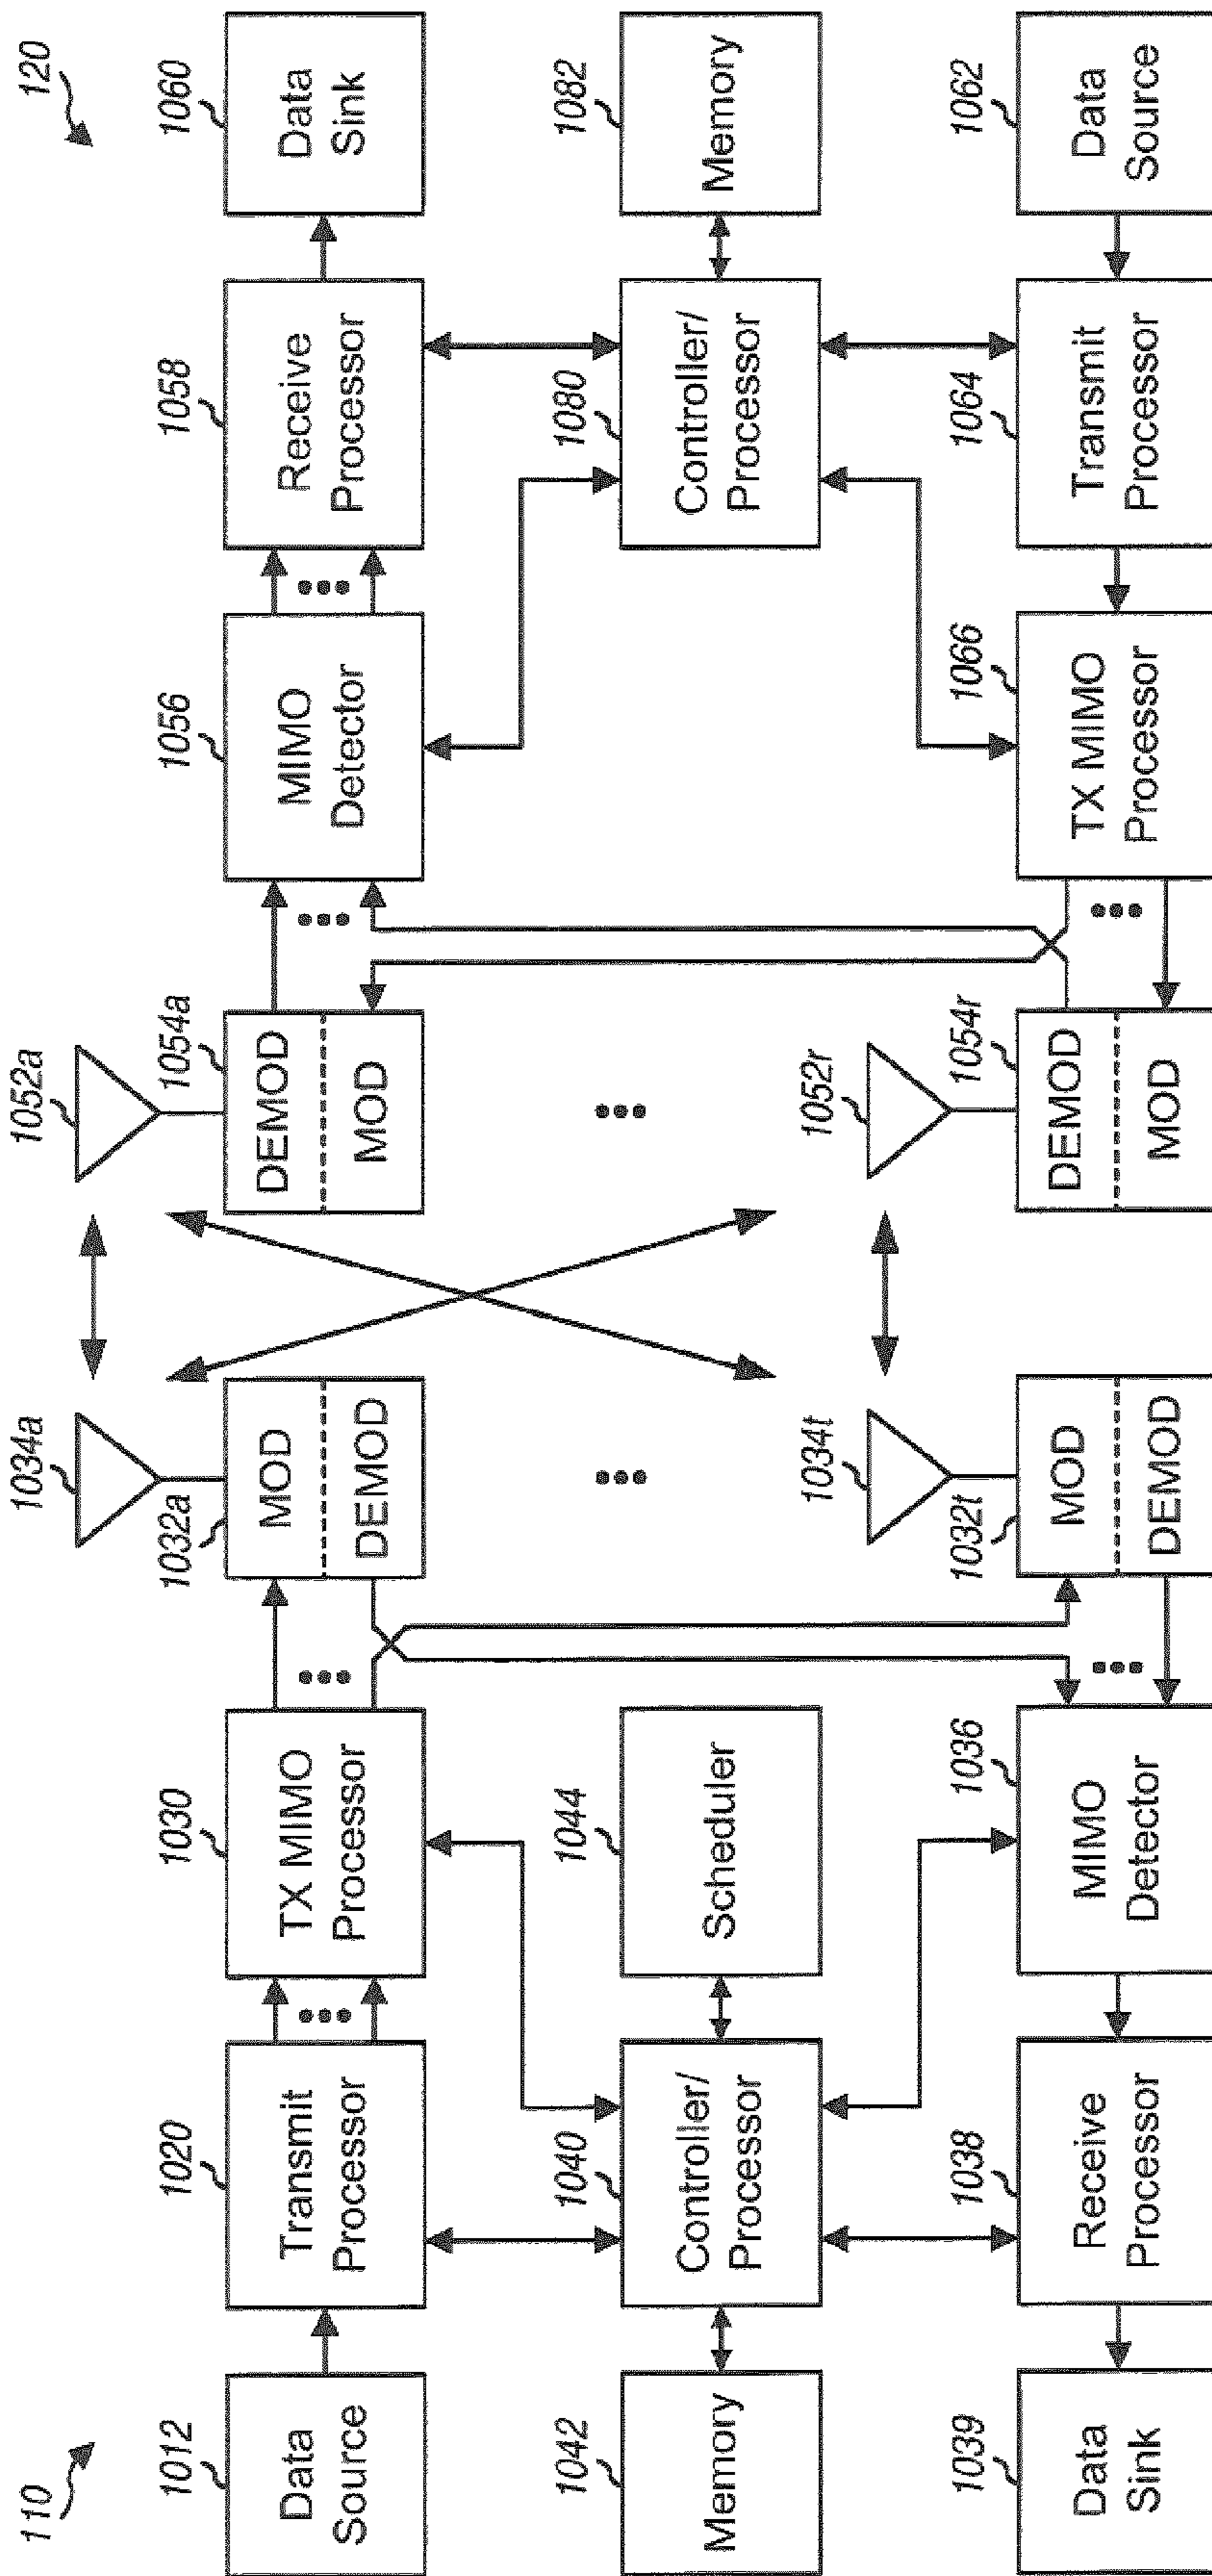 110
120
1012
Data
Source
1020
Transmit
Processor
1030
TX MIMO
Processor
1034a
1032a
MOD
DEMOD
1052a
1054a
DEMOD
MOD
1056
MIMO
Detector
1058
Receive
Processor
1060
Data
Sink
1042
Memory
1040
Controller/
Processor
1044
Scheduler
1080
Controller/
Processor
1082
Memory
1039
Data
Sink
1038
Receive
Processor
1036
MIMO
Detector
1034t
1032t
MOD
DEMOD
1052r
1054r
DEMOD
MOD
1066
TX MIMO
Processor
1064
Transmit
Processor
1062
Data
Source